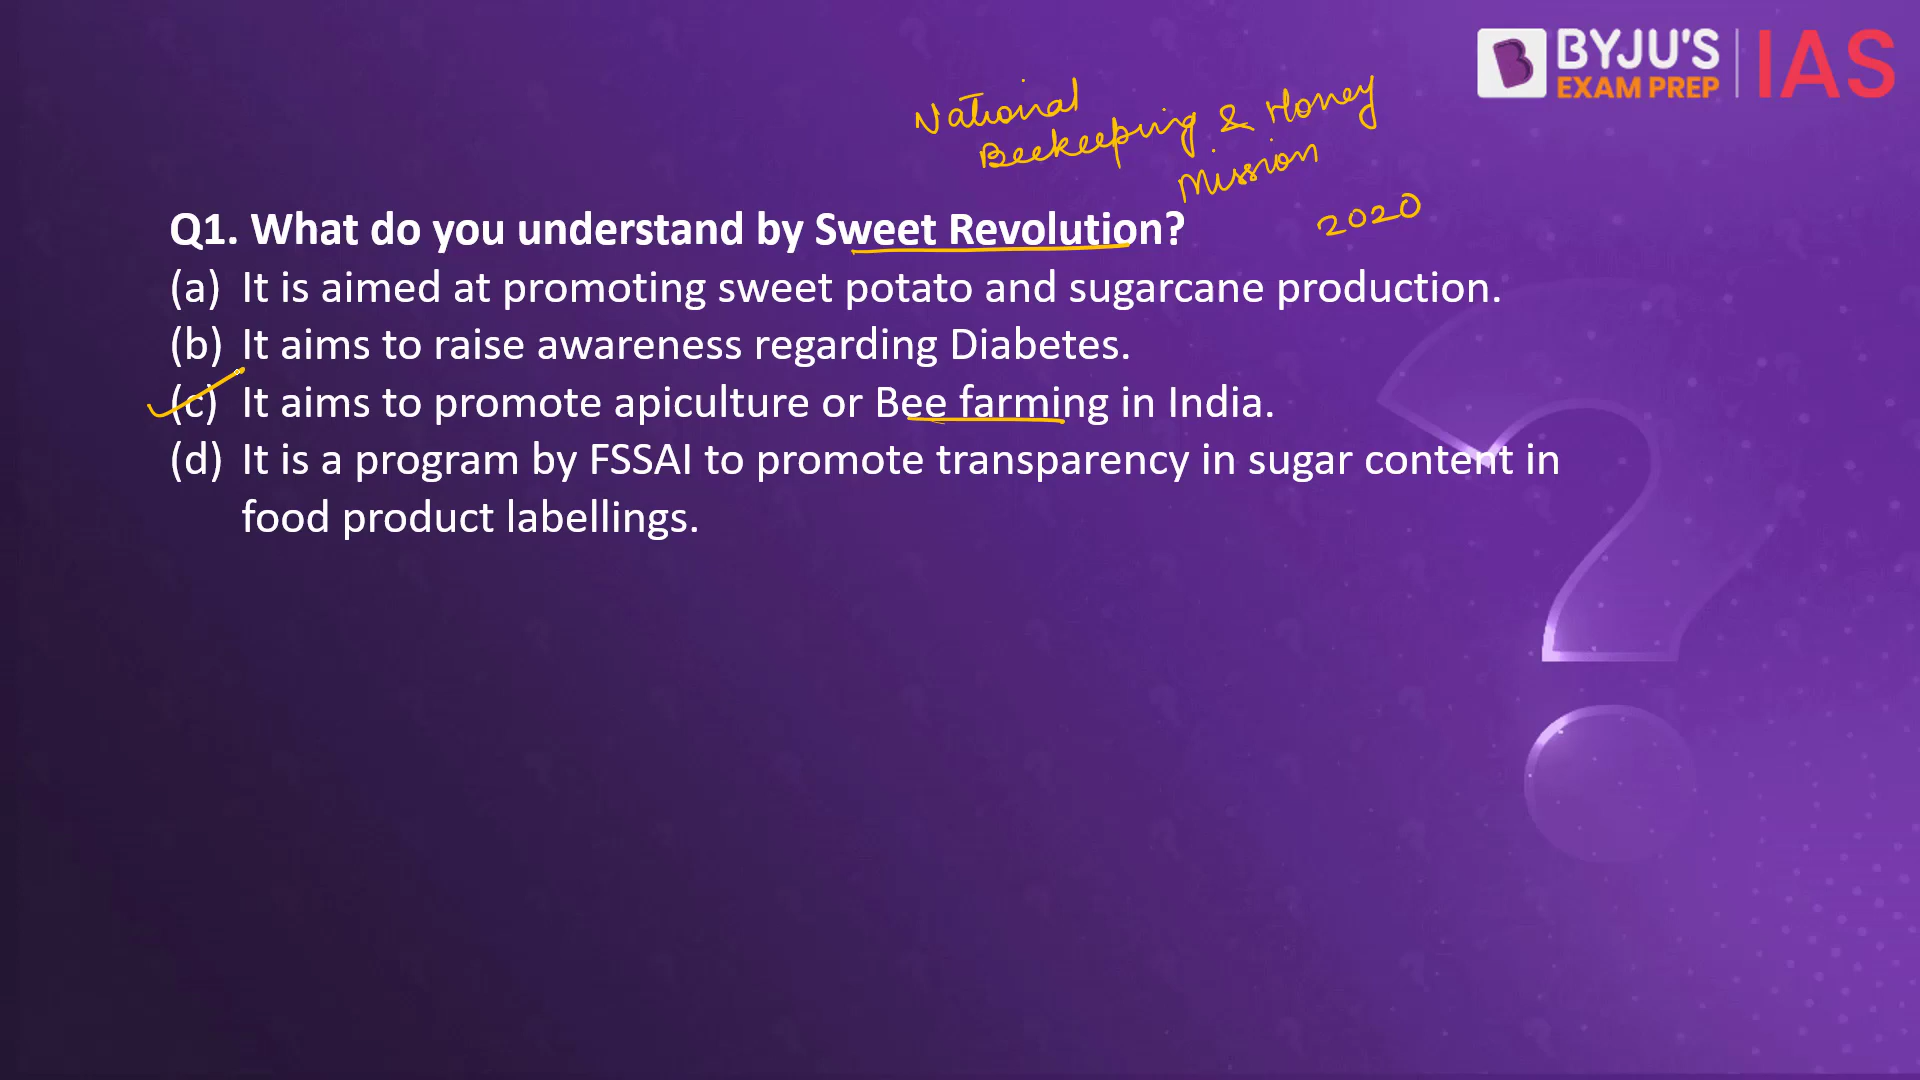 BYJU'S
EXAM PREP
IAS
National
Beekeeping & Honey
Mission
2020
Q1. What do you understand by Sweet Revolution?
(a) It is aimed at promoting sweet potato and sugarcane production.
(b) It aims to raise awareness regarding Diabetes.
(c) It aims to promote apiculture or Bee farming in India.
(d) It is a program by FSSAI to promote transparency in sugar content in
food product labellings.